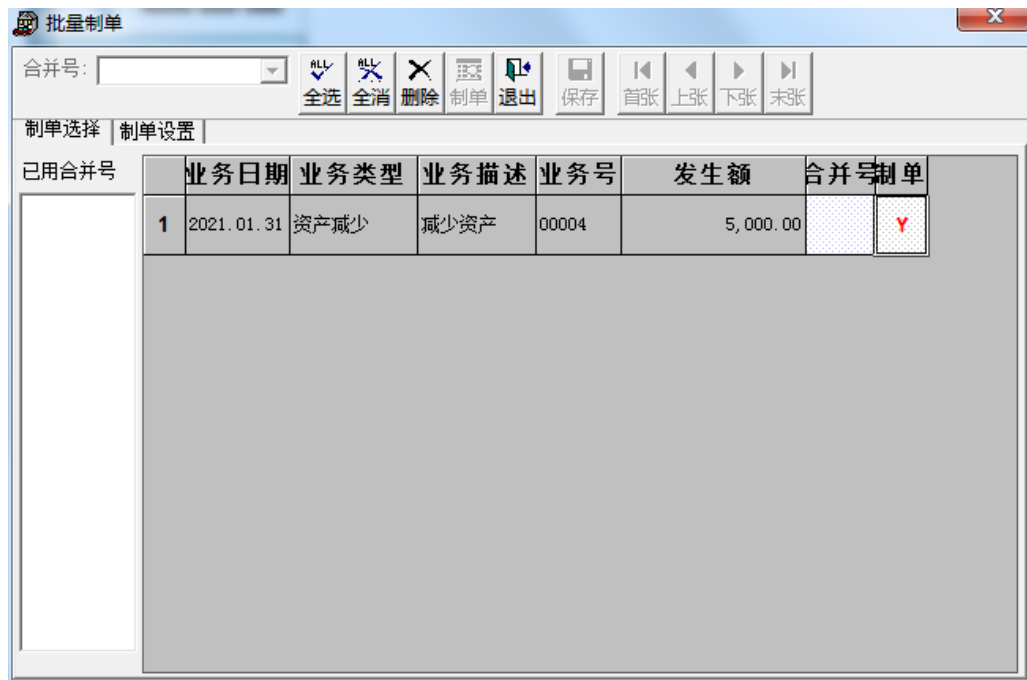 批量制单
合并号:
ALL ALL
全选 全消 删除 制单 退出 保存 首张 上张 下张 末张
制单选择 制单设置
已用合并号
业务日期 业务类型 业务描述 业务号 发生额 合并号 制单
1 2021.01.31 资产减少 减少资产 00004 5,000.00 Y